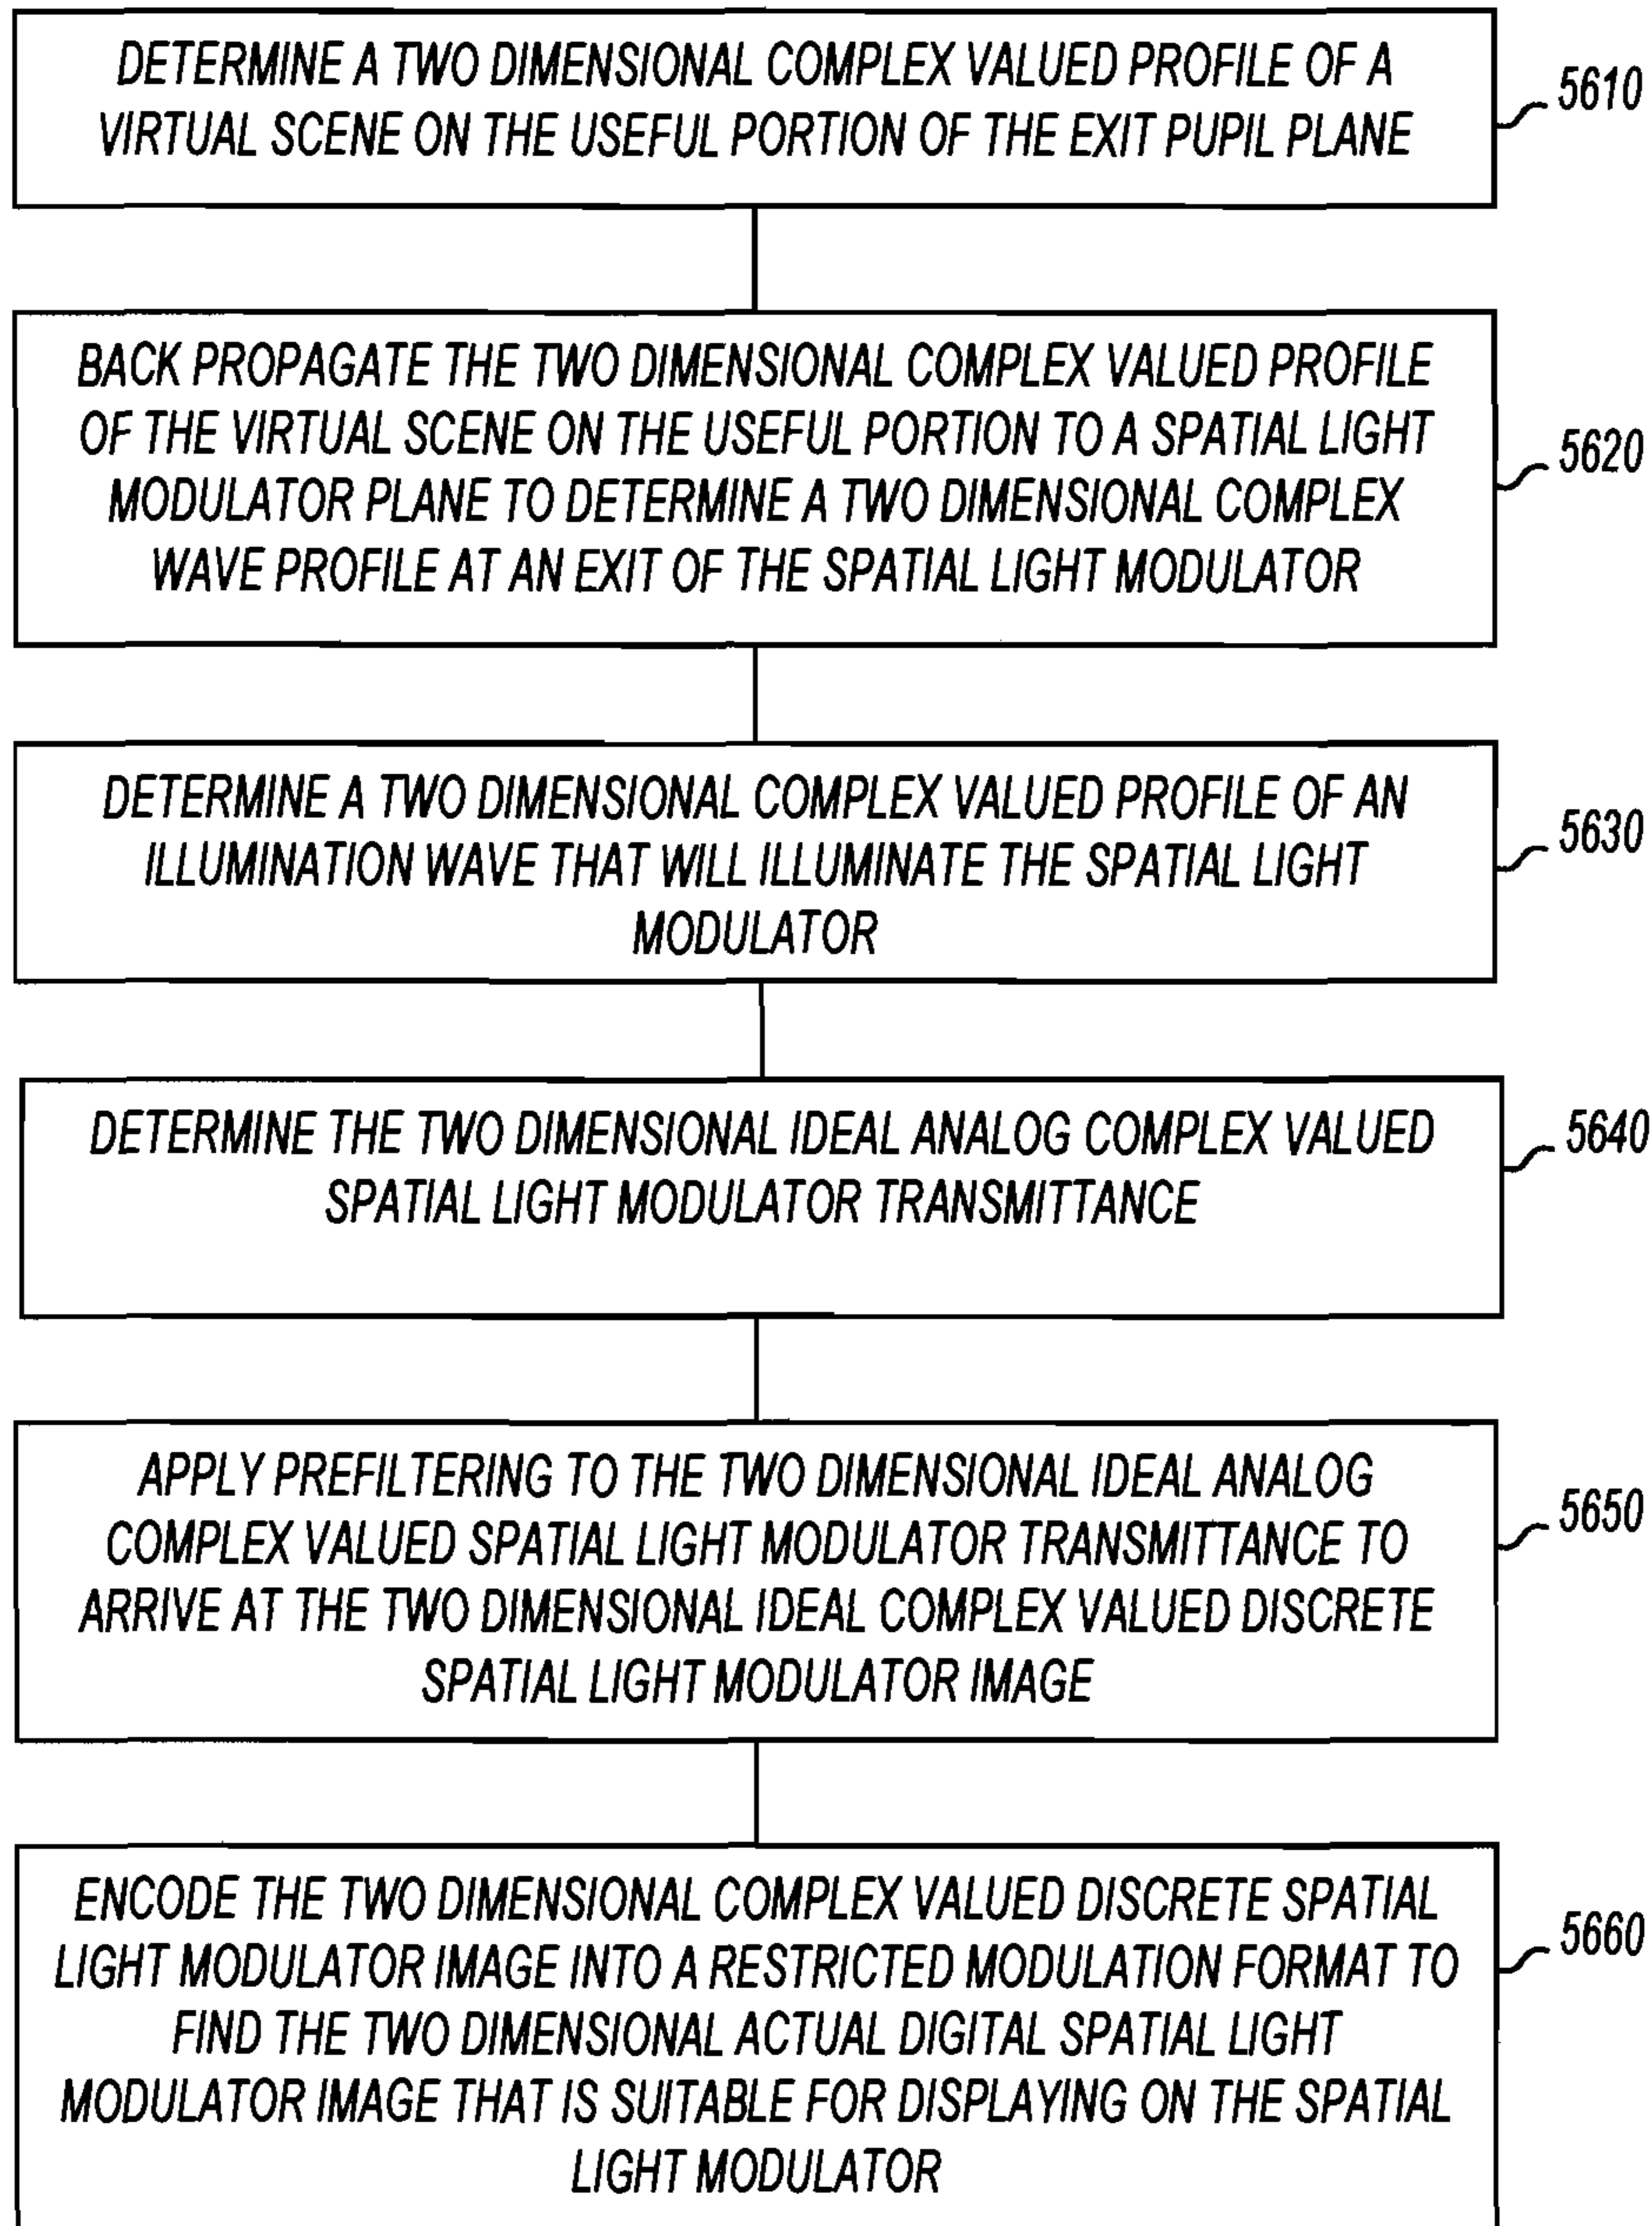 DETERMINE A TWO DIMENSIONAL COMPLEX VALUED PROFILE OF A
VIRTUAL SCENE ON THE USEFUL PORTION OF THE EXIT PUPIL PLANE
5610
BACK PROPAGATE THE TWO DIMENSIONAL COMPLEX VALUED PROFILE
OF THE VIRTUAL SCENE ON THE USEFUL PORTION TO A SPATIAL LIGHT
MODULATOR PLANE TO DETERMINE A TWO DIMENSIONAL COMPLEX
WAVE PROFILE AT AN EXIT OF THE SPATIAL LIGHT MODULATOR
5620
DETERMINE A TWO DIMENSIONAL COMPLEX VALUED PROFILE OF AN
ILLUMINATION WAVE THAT WILL ILLUMINATE THE SPATIAL LIGHT
MODULATOR
5630
DETERMINE THE TWO DIMENSIONAL IDEAL ANALOG COMPLEX VALUED
SPATIAL LIGHT MODULATOR TRANSMITTANCE
5640
APPLY PREFILTERING TO THE TWO DIMENSIONAL IDEAL ANALOG
COMPLEX VALUED SPATIAL LIGHT MODULATOR TRANSMITTANCE TO
ARRIVE AT THE TWO DIMENSIONAL IDEAL COMPLEX VALUED DISCRETE
SPATIAL LIGHT MODULATOR IMAGE
5650
ENCODE THE TWO DIMENSIONAL COMPLEX VALUED DISCRETE SPATIAL
LIGHT MODULATOR IMAGE INTO A RESTRICTED MODULATION FORMAT TO
FIND THE TWO DIMENSIONAL ACTUAL DIGITAL SPATIAL LIGHT
MODULATOR IMAGE THAT IS SUITABLE FOR DISPLAYING ON THE SPATIAL
LIGHT MODULATOR
5660